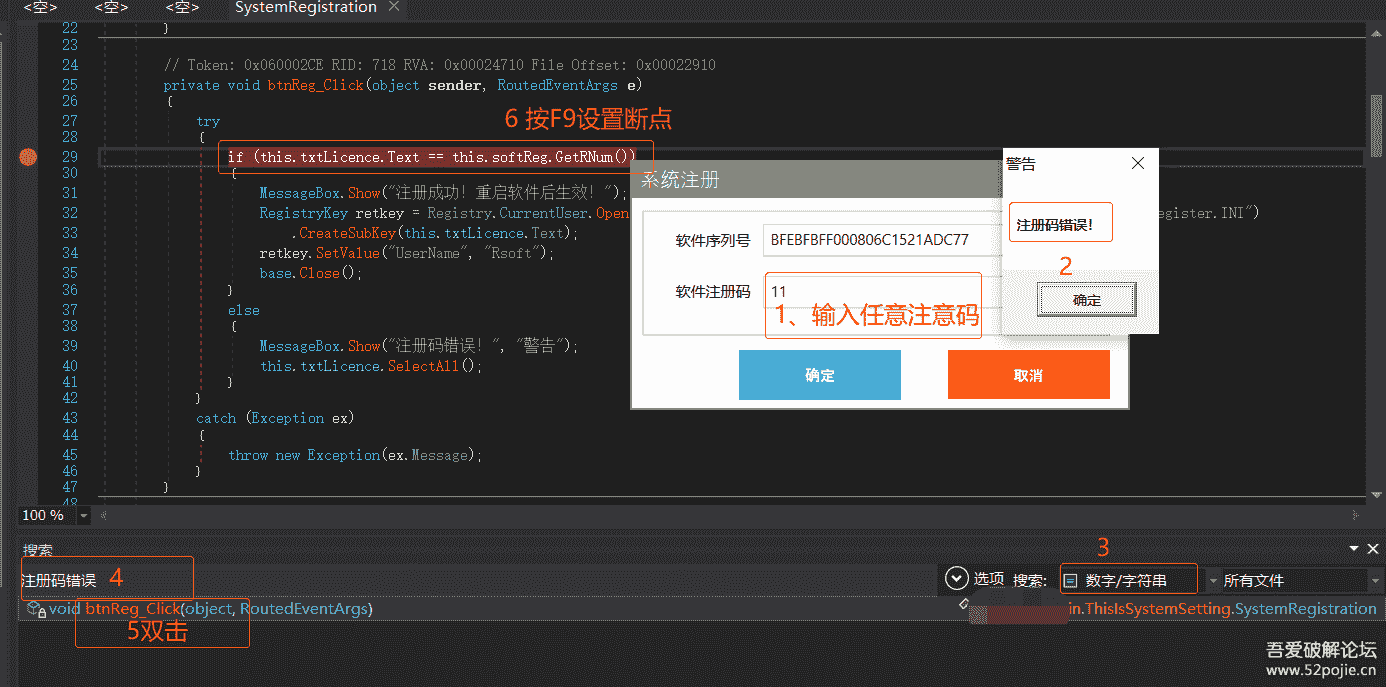 <空> <空> <空> SystemRegistration
22 }
23
24 // Token: 0x060002CE RID: 718 RVA: 0x00024710 File Offset: 0x00022910
25 private void btnReg_Click(object sender, RoutedEventArgs e)
26 {
6 按F9设置断点
27 try
28 {
29 if (this.txtLicence.Text == this.softReg.GetRNum())
30 {
31 MessageBox.Show("注册成功！重启软件后生效！");
32 RegistryKey retkey = Registry.CurrentUser.Open egister.INI")
33 .CreateSubKey(this.txtLicence.Text);
34 retkey.SetValue("UserName", "Rsoft");
35 base.Close();
36 }
37 else
38 {
39 MessageBox.Show("注册码错误！", "警告");
40 this.txtLicence.SelectAll();
41 }
42 }
43 catch (Exception ex)
44 {
45 throw new Exception(ex.Message);
46 }
47 }
48
系统注册
软件序列号 BFEBFBFF000806C1521ADC77
软件注册码 11
1、输入任意注意码
确定 取消
警告
注册码错误!
2
确定
100 %
搜索
3
注册码错误 4
选项 搜索: 数字/字符串 所有文件
void btnReg_Click(object, RoutedEventArgs) in.ThisIsSystemSetting.SystemRegistration
5双击
吾爱破解论坛
www.52pojie.cn